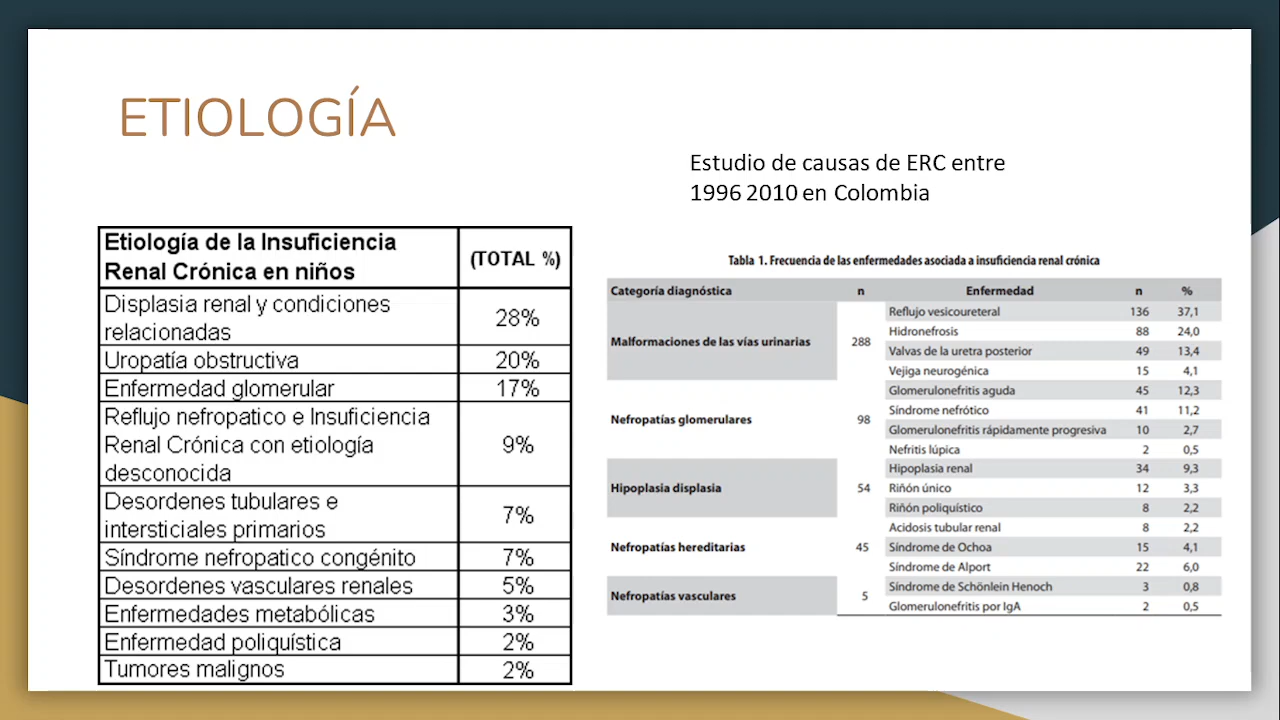 ETIOLOGÍA
Estudio de causas de ERC entre
1996 2010 en Colombia
Etiología de la Insuficiencia
Renal Crónica en niños (TOTAL %)
Displasia renal y condiciones
relacionadas 28%
Uropatía obstructiva 20%
Enfermedad glomerular 17%
Reflujo nefropatico e Insuficiencia
Renal Crónica con etiología 9%
desconocida
Desordenes tubulares e
intersticiales primarios 7%
Síndrome nefropatico congénito 7%
Desordenes vasculares renales 5%
Enfermedades metabólicas 3%
Enfermedad poliquística 2%
Tumores malignos 2%
Tabla 1. Frecuencia de las enfermedades asociada a insuficiencia renal crónica
Categoría diagnóstica n Enfermedad n %
Reflujo vesicoureteral 136 37,1
Hidronefrosis 88 24,0
Malformaciones de las vías urinarias 288
Valvas de la uretra posterior 49 13,4
Vejiga neurogénica 15 4,1
Glomerulonefritis aguda 45 12,3
Síndrome nefrótico 41 11,2
Nefropatías glomerulares 98
Glomerulonefritis rápidamente progresiva 10 2,7
Nefritis lúpica 2 0,5
Hipoplasia renal 34 9,3
Hipoplasia displasia 54 Riñón único 12 3,3
Riñón poliquístico 8 2,2
Acidosis tubular renal 8 2,2
Nefropatías hereditarias 45 Síndrome de Ochoa 15 4,1
Síndrome de Alport 22 6,0
Síndrome de Schönlein Henoch 3 0,8
Nefropatías vasculares 5
Glomerulonefritis por IgA 2 0,5